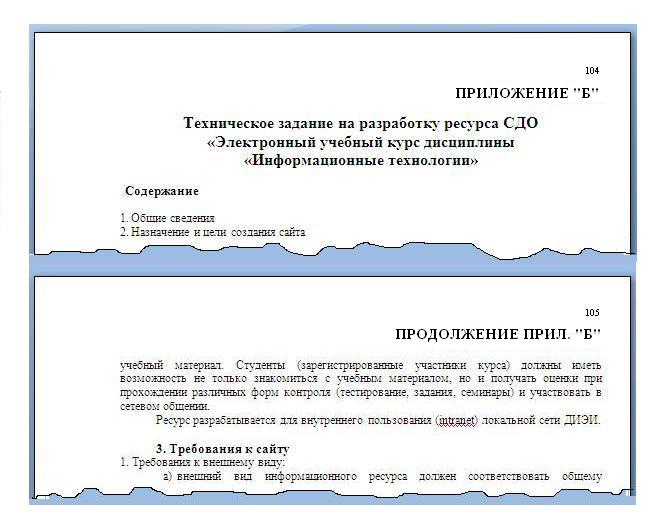 104
ПРИЛОЖЕНИЕ "Б"
Техническое задание на разработку ресурса СДО
«Электронный учебный курс дисциплины
«Информационные технологии»
Содержание
1. Общие сведения
2. Назначение и цели создания сайта
105
ПРОДОЛЖЕНИЕ ПРИЛ. "Б"
учебный материал. Студенты (зарегистрированные участники курса) должны иметь
возможность не только знакомиться с учебным материалом, но и получать оценки при
прохождении различных форм контроля (тестирование, задания, семинары) и участвовать в
сетевом общении.
Ресурс разрабатывается для внутреннего пользования (intranet) локальной сети ДИЭИ.
3. Требования к сайту
1. Требования к внешнему виду:
а) внешний вид информационного ресурса должен соответствовать общему